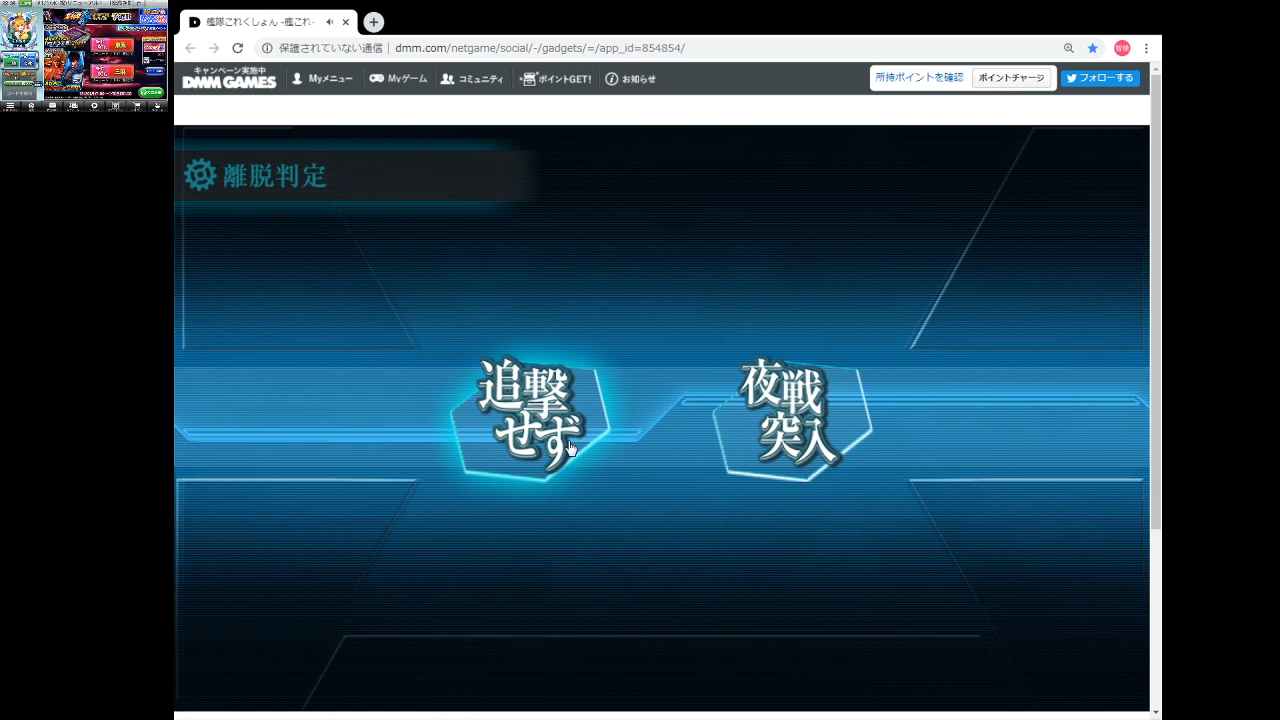 艦隊これくしょん -艦これ-
保護されていない通信
dmm.com/netgame/social/-/gadgets/=/app_id=854854/
智徳
キャンペーン実施中
DMM GAMES
Myメニュー
Myゲーム
コミュニティ
ポイントGET!
お知らせ
所持ポイントを確認
ポイントチャージ
フォローする
離脱判定
追撃
せず
夜戦
突入